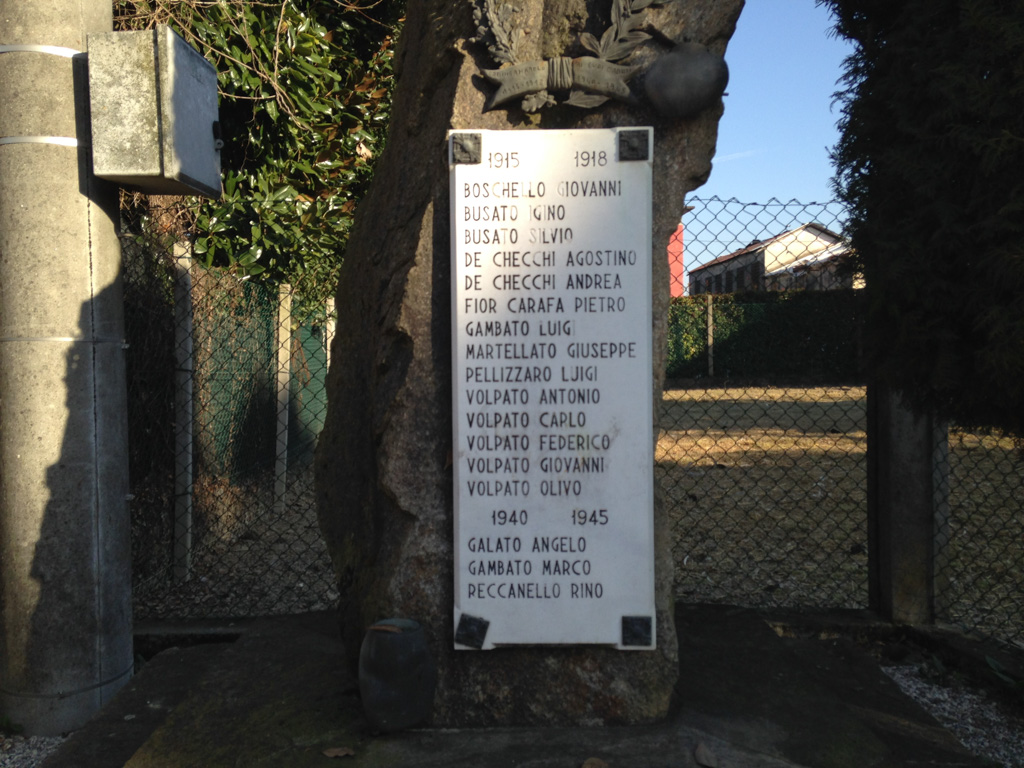 1915 1918
BOSCHELLO GIOVANNI
BUSATO IGINO
BUSATO SILVIO
DE CHECCHI AGOSTINO
DE CHECCHI ANDREA
FIOR CARAFA PIETRO
GAMBATO LUIGI
MARTELLATO GIUSEPPE
PELLIZZARO LUIGI
VOLPATO ANTONIO
VOLPATO CARLO
VOLPATO FEDERICO
VOLPATO GIOVANNI
VOLPATO OLIVO
1940 1945
GALATO ANGELO
GAMBATO MARCO
RECCANELLO RINO